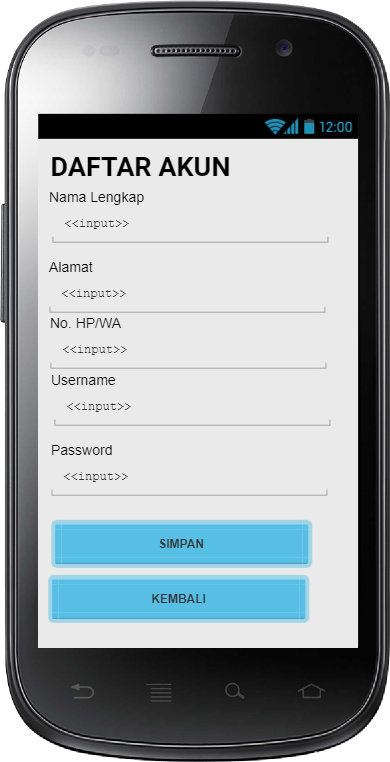 12:00
DAFTAR AKUN
Nama Lengkap
<<input>>
Alamat
<<input>>
No. HP/WA
<<input>>
Username
<<input>>
Password
<<input>>
SIMPAN
KEMBALI